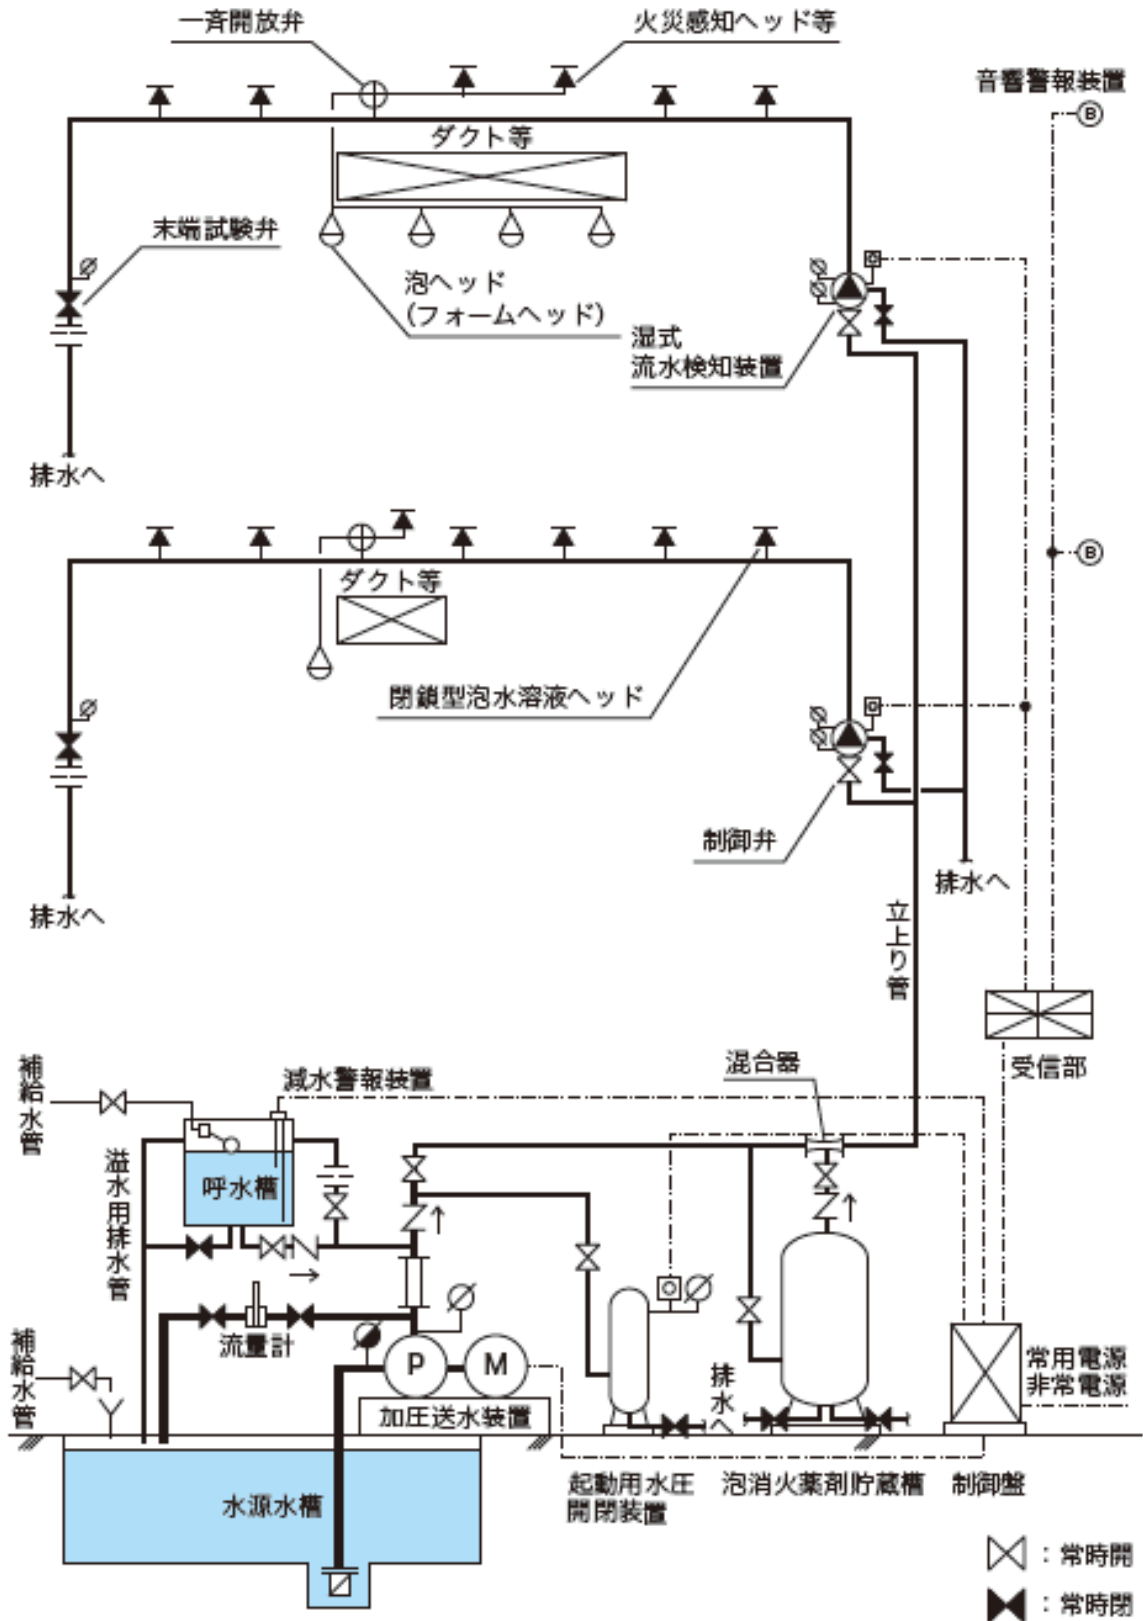 一斉開放弁
火災感知ヘッド等
音響警報装置
B
ダクト等
末端試験弁
泡ヘッド
(フォームヘッド)
湿式
流水検知装置
排水へ
B
ダクト等
閉鎖型泡水溶液ヘッド
制御弁
排水へ
排水へ
立上り管
受信部
混合器
補給水管
減水警報装置
溢水用排水管
呼水槽
補給水管
流量計
P
M
加圧送水装置
排水へ
常用電源
非常電源
水源水槽
起動用水圧
開閉装置
泡消火薬剤貯蔵槽
制御盤
：常時開
：常時閉